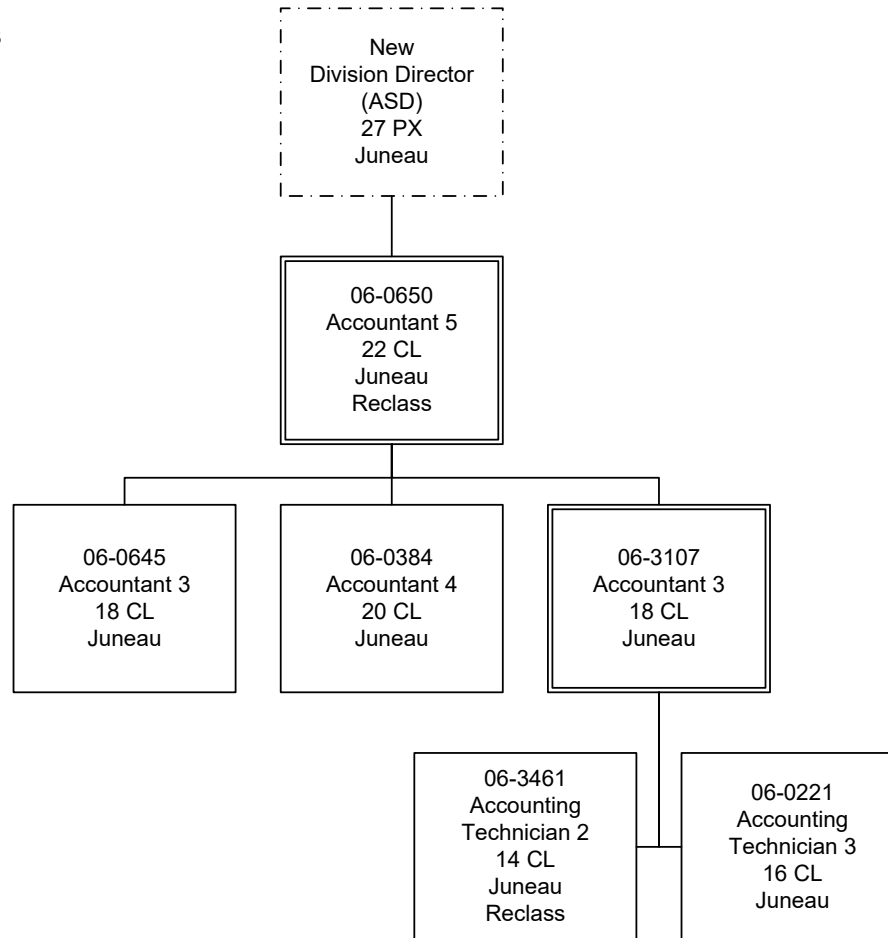 New
Division Director
(ASD)
27 PX
Juneau
06-0650
Accountant 5
22 CL
Juneau
Reclass
06-0645
Accountant 3
18 CL
Juneau
06-0384
Accountant 4
20 CL
Juneau
06-3107
Accountant 3
18 CL
Juneau
06-3461
Accounting
Technician 2
14 CL
Juneau
Reclass
06-0221
Accounting
Technician 3
16 CL
Juneau